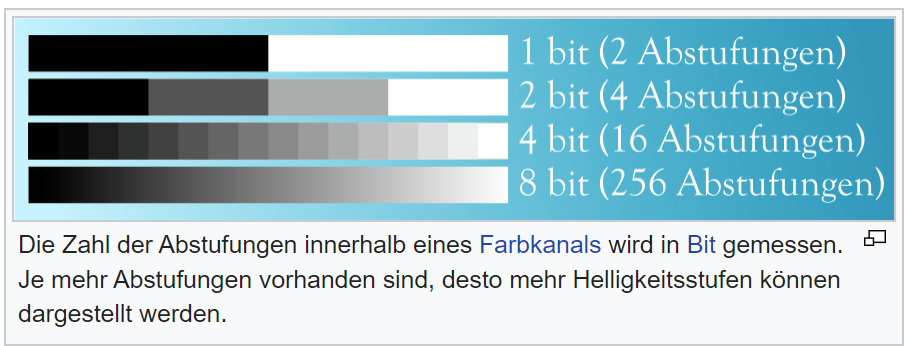 1 bit (2 Abstufungen)
2 bit (4 Abstufungen)
4 bit (16 Abstufungen)
8 bit (256 Abstufungen)
Die Zahl der Abstufungen innerhalb eines Farbkanals wird in Bit gemessen.
Je mehr Abstufungen vorhanden sind, desto mehr Helligkeitsstufen können
dargestellt werden.